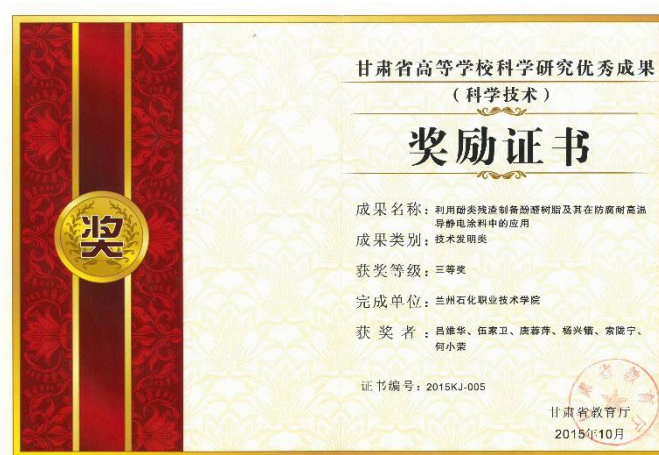 甘肃省高等学校科学研究优秀成果
（科学技术）
奖励证书
奖
成果名称：利用酚类残渣制备酚醛树脂及其在防腐耐高温
导静电涂料中的应用
成果类别：技术发明类
获奖等级：三等奖
完成单位：兰州石化职业技术学院
获 奖 者：吕维华、伍家卫、唐蓉萍、杨兴锴、索陇宁、
何小荣
证书编号：2015KJ-005
甘肃省教育厅
2015年10月